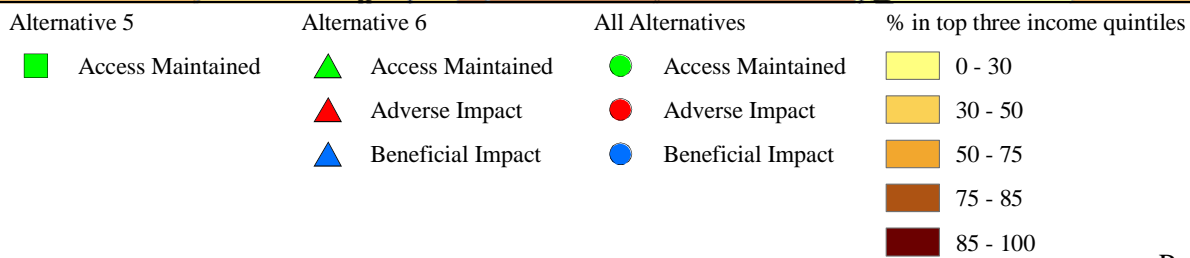 Alternative 5
Access Maintained
Alternative 6
Access Maintained
Adverse Impact
Beneficial Impact
All Alternatives
Access Maintained
Adverse Impact
Beneficial Impact
% in top three income quintiles
0 - 30
30 - 50
50 - 75
75 - 85
85 - 100